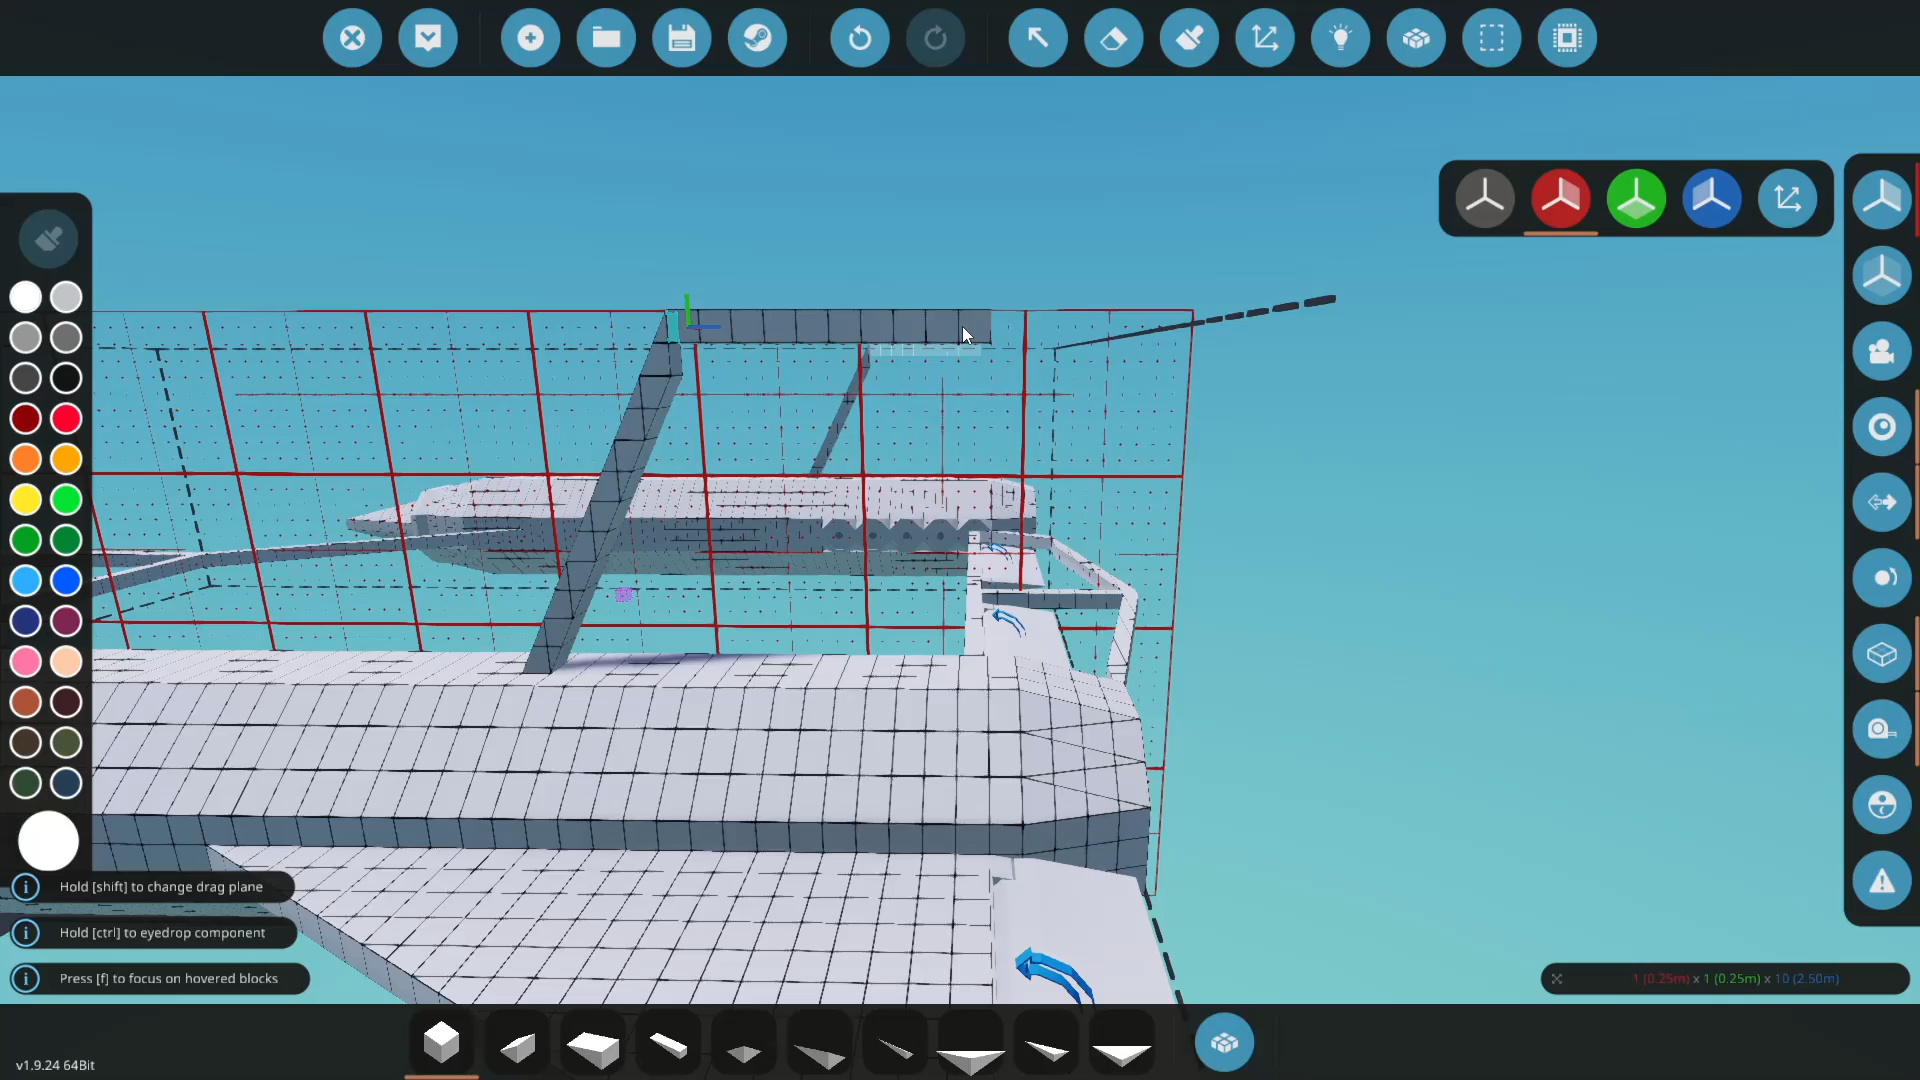 Hold [shift] to change drag plane
Hold [ctrl] to eyedrop component
Press [f] to focus on hovered blocks
1 (0.25m) x 1 (0.25m) x 10 (2.50m)
v1.9.24 64Bit